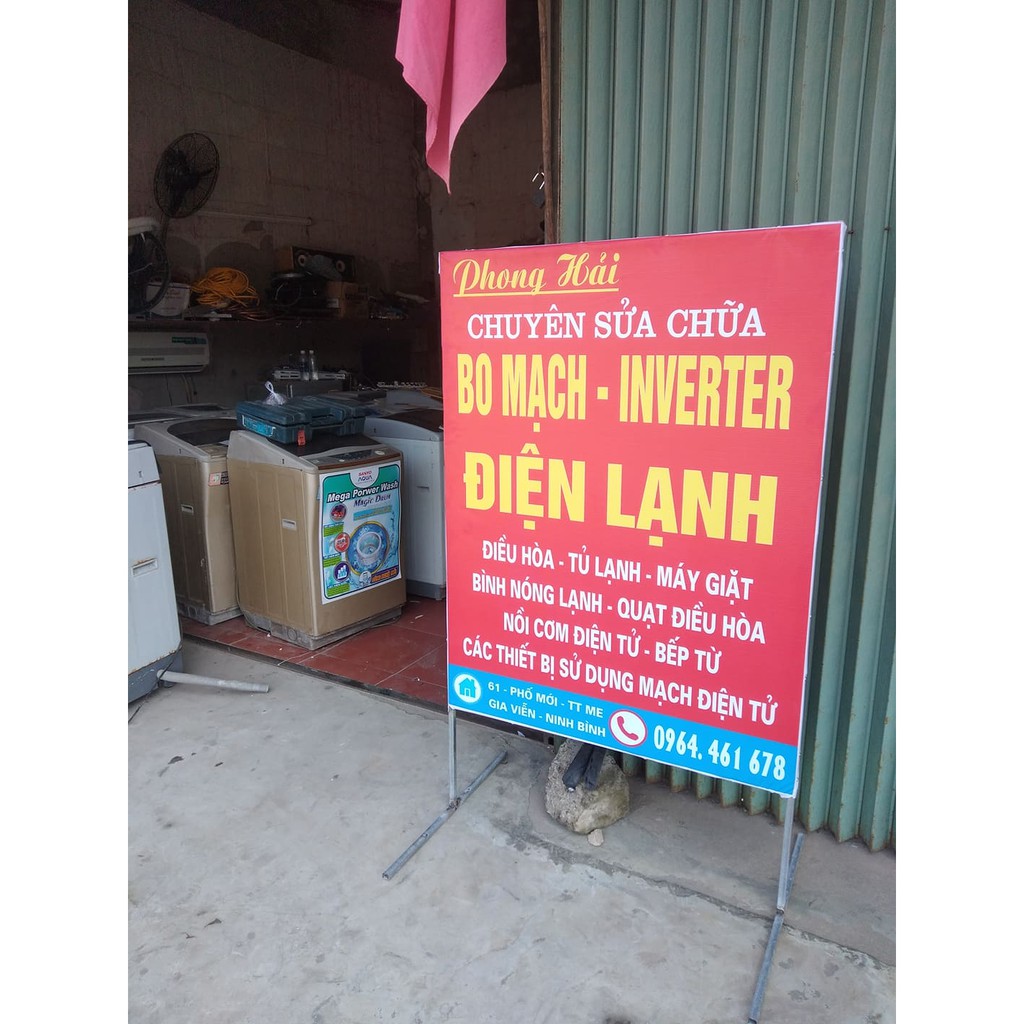 Phong Hải
CHUYÊN SỬA CHỮA
BO MẠCH - INVERTER
ĐIỆN LẠNH
ĐIỀU HÒA - TỦ LẠNH - MÁY GIẶT
BÌNH NÓNG LẠNH - QUẠT ĐIỀU HÒA
NỒI CƠM ĐIỆN TỬ - BẾP TỪ
CÁC THIẾT BỊ SỬ DỤNG MẠCH ĐIỆN TỬ
61 - PHỐ MỚI - TT ME
GIA VIỄN - NINH BÌNH
0964. 461 678
SANYO
AQUA
Mega Porwer Wash
Magic Drum